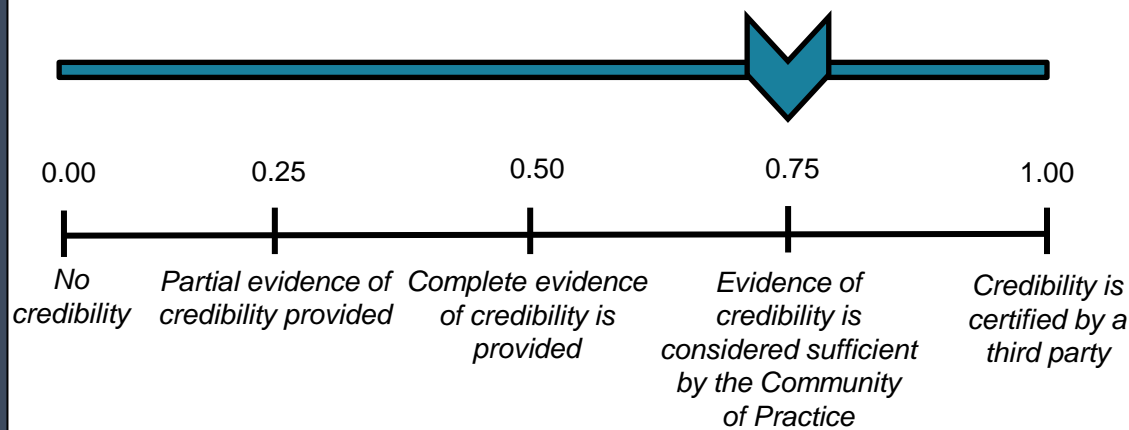 0.00 0.25 0.50 0.75 1.00
No
credibility
Partial evidence of
credibility provided
Complete evidence
of credibility is
provided
Evidence of
credibility is
considered sufficient
by the Community
of Practice
Credibility is
certified by a
third party